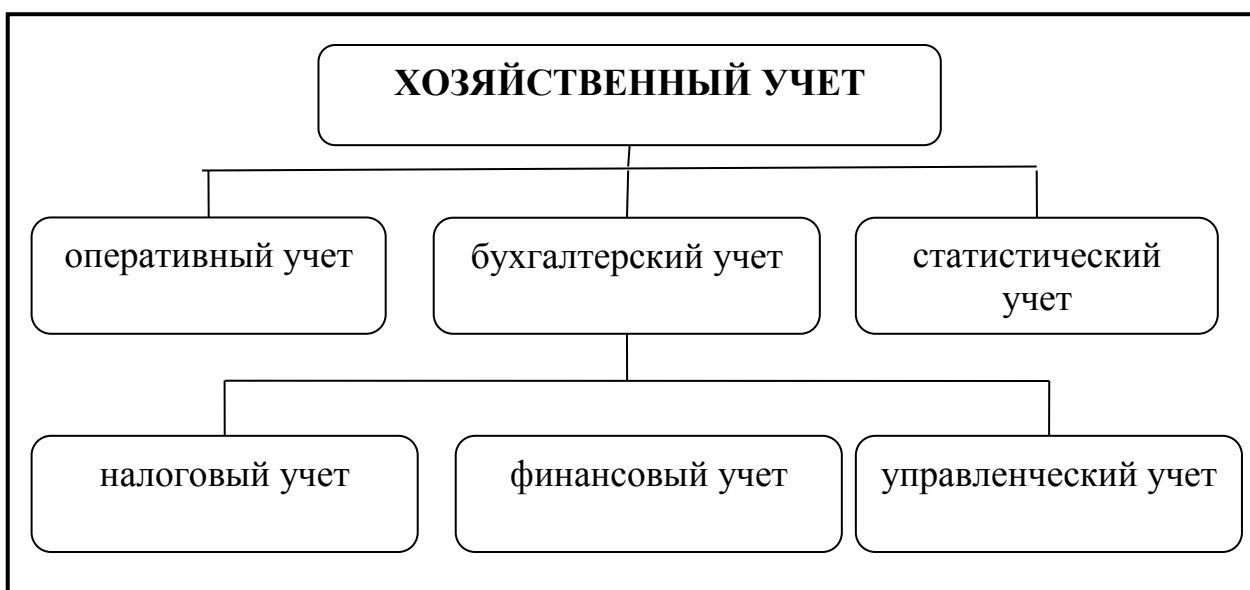 ХОЗЯЙСТВЕННЫЙ УЧЕТ
оперативный учет
бухгалтерский учет
статистический
учет
налоговый учет
финансовый учет
управленческий учет